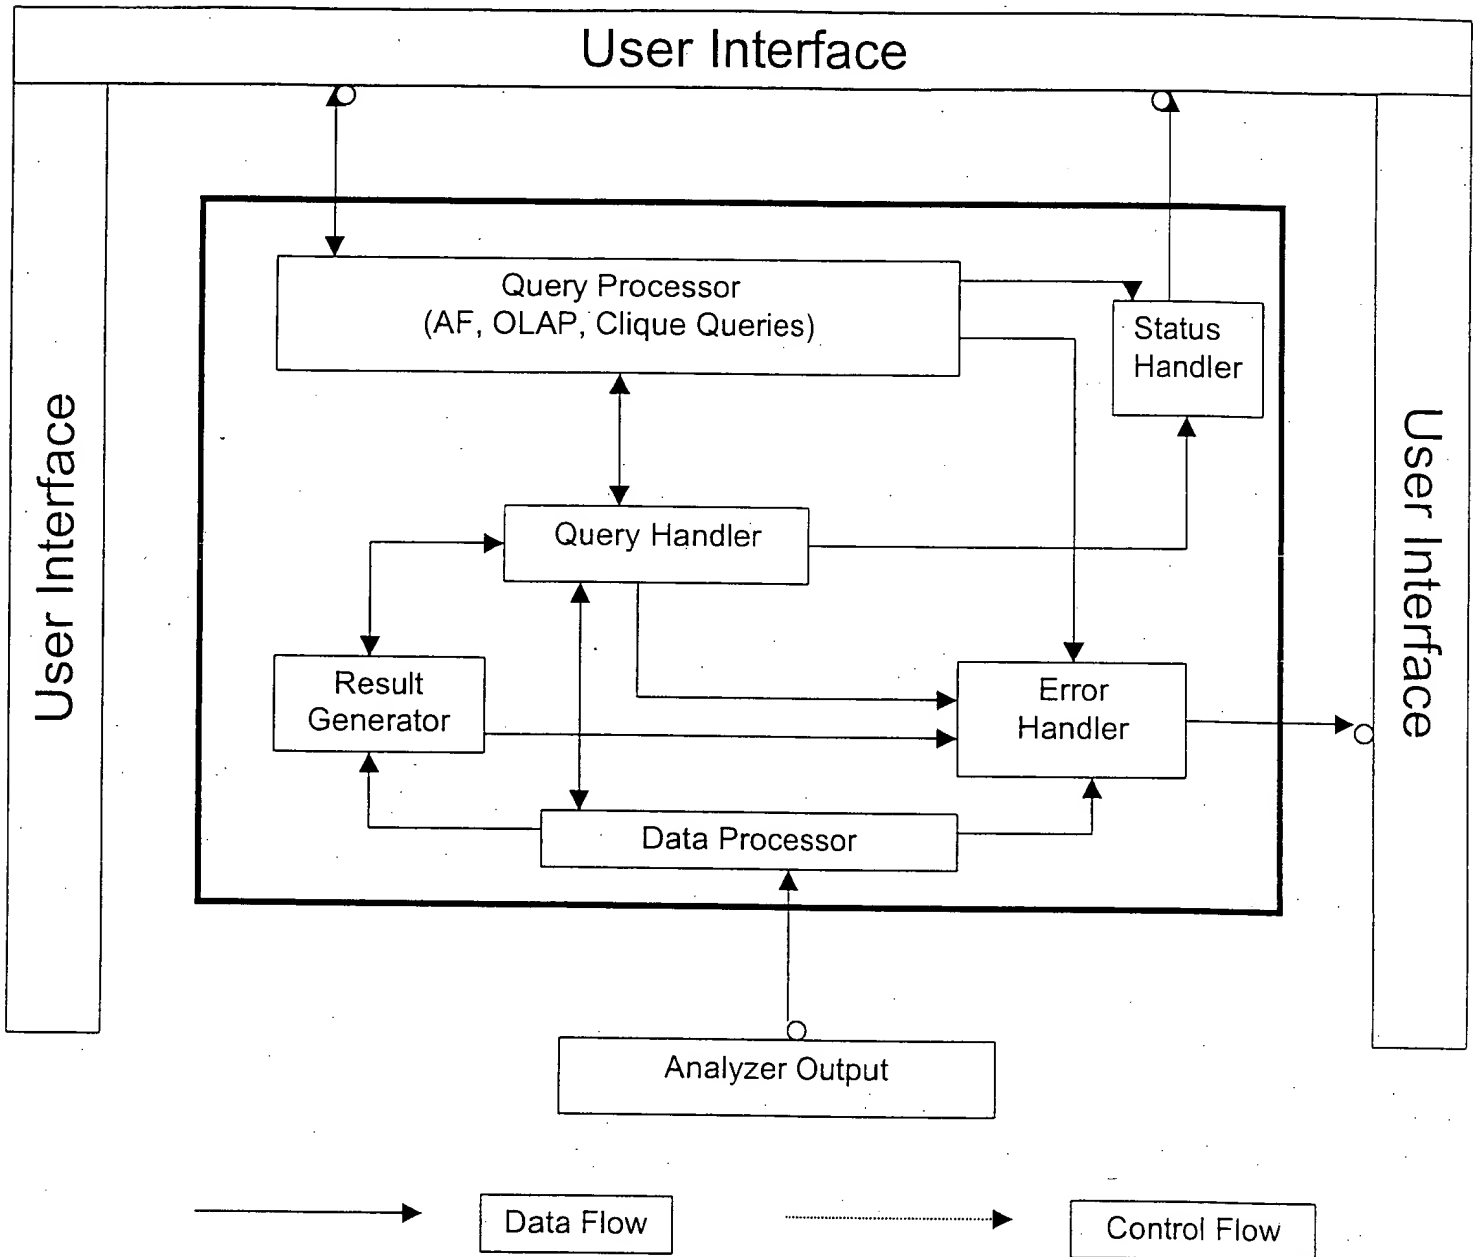 User Interface
User Interface
User Interface
Query Processor
(AF, OLAP, Clique Queries)
Status
Handler
Query Handler
Result
Generator
Error
Handler
Data Processor
Analyzer Output
Data Flow
Control Flow